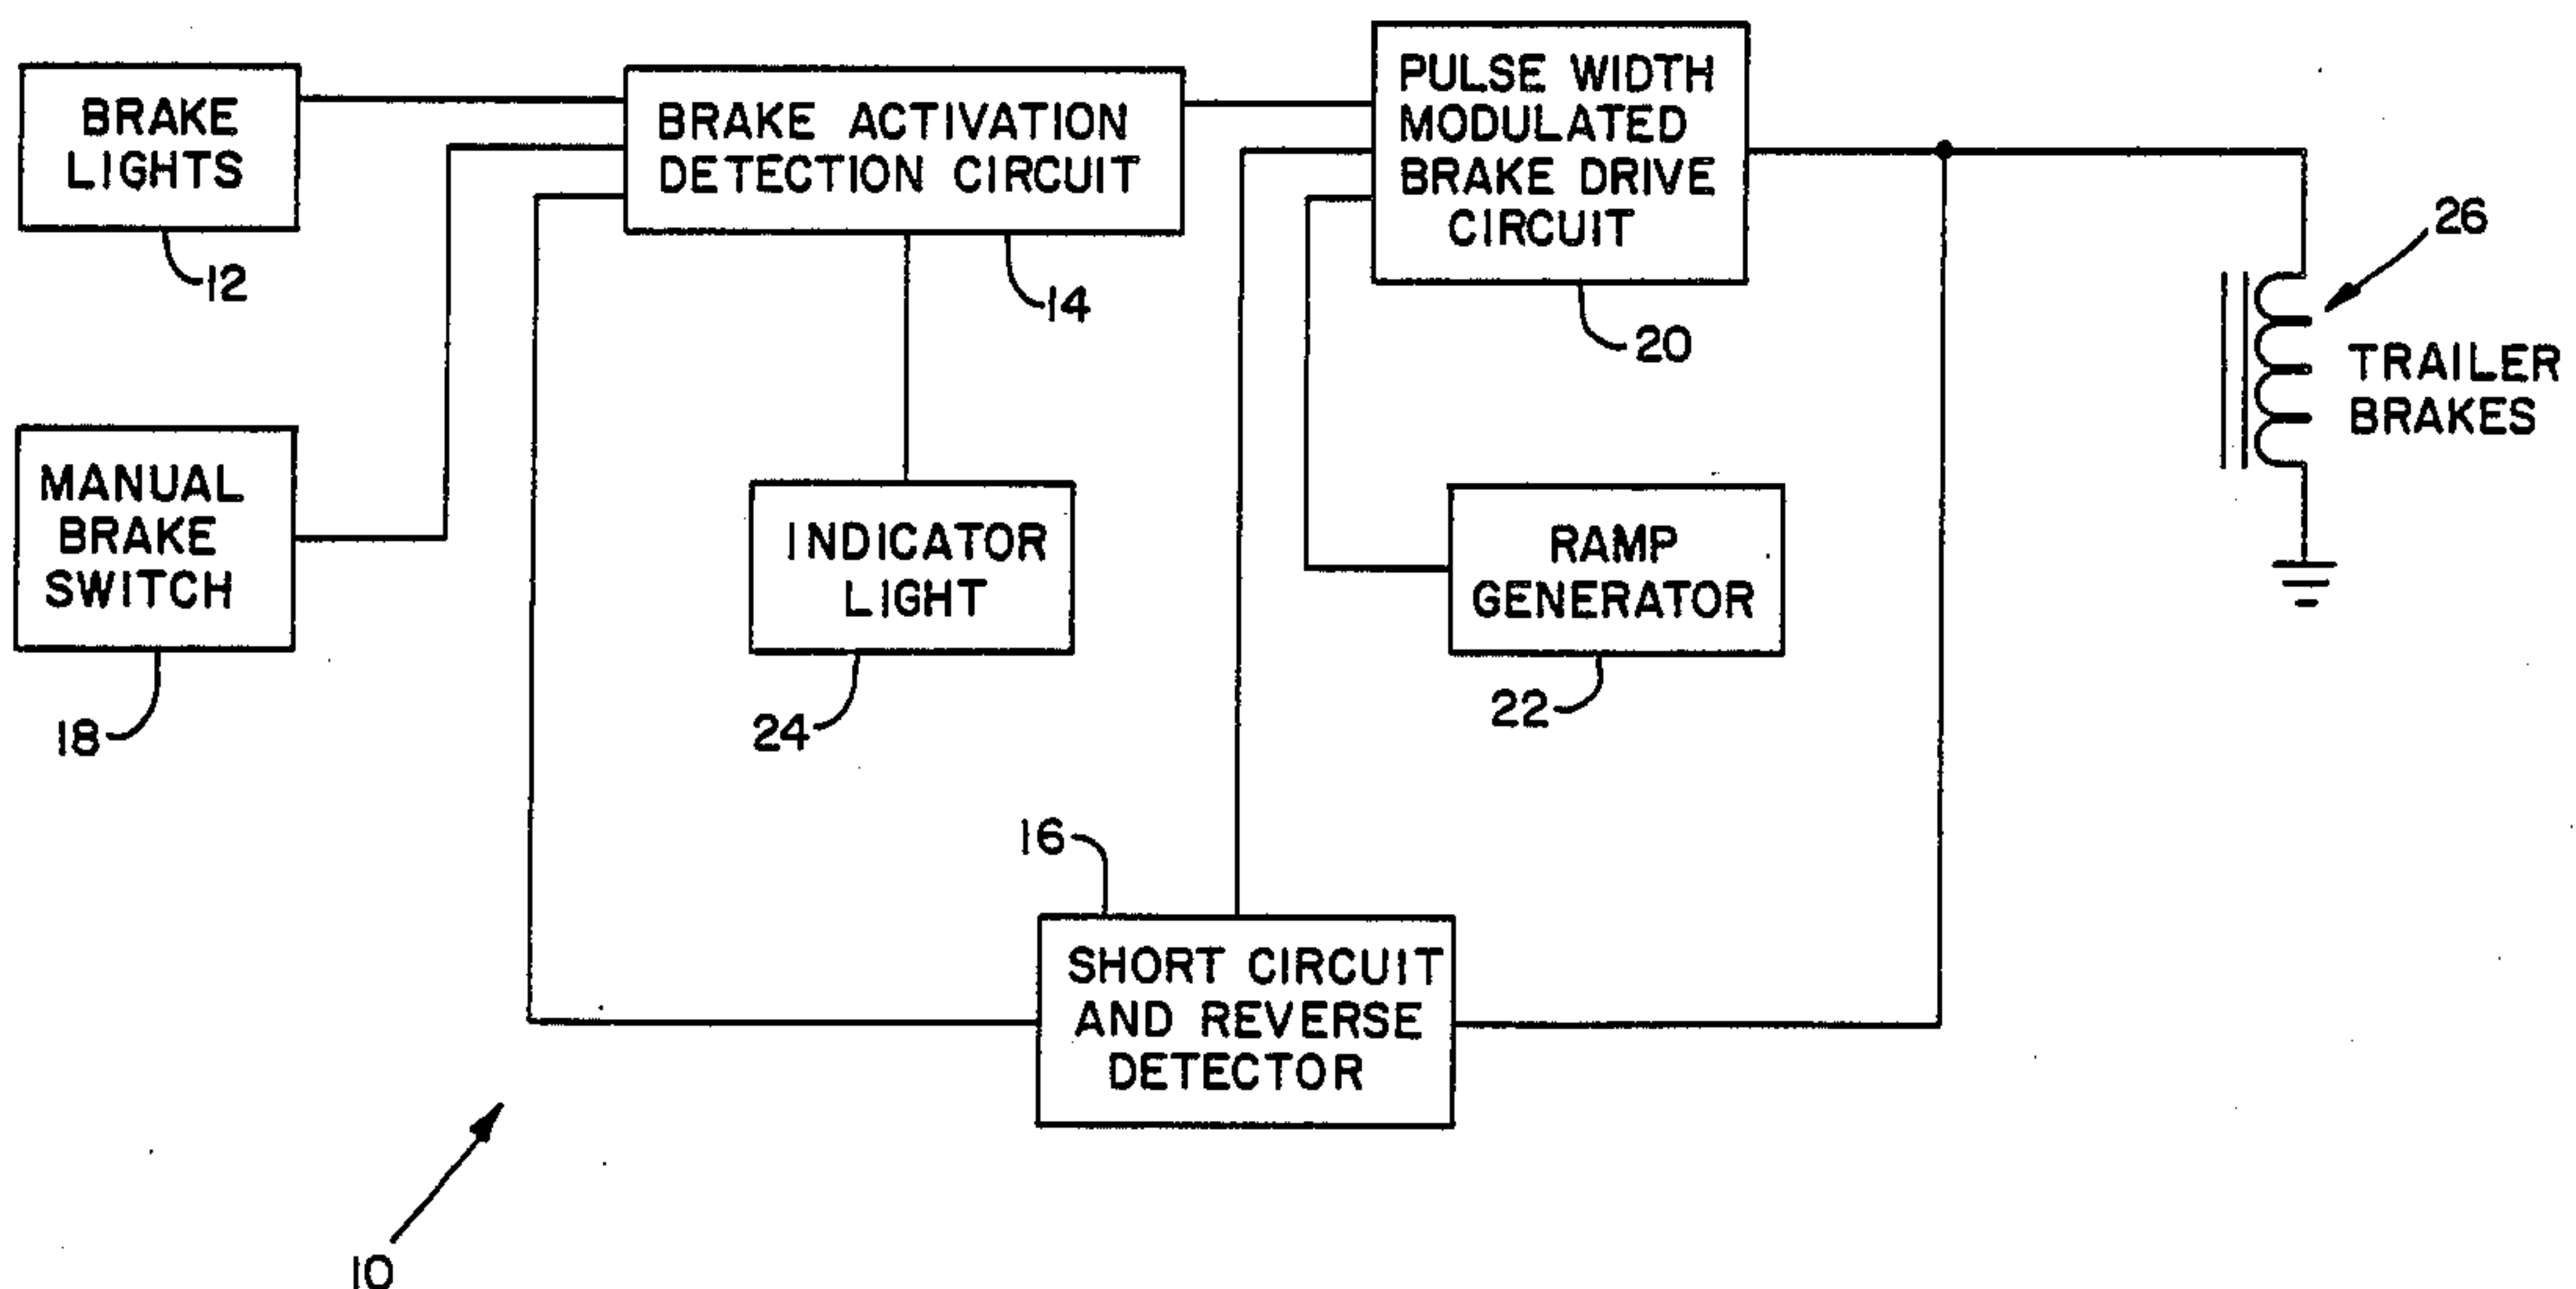 BRAKE
LIGHTS
12
BRAKE ACTIVATION
DETECTION CIRCUIT
14
PULSE WIDTH
MODULATED
BRAKE DRIVE
CIRCUIT
20
26
TRAILER
BRAKES
MANUAL
BRAKE
SWITCH
18
INDICATOR
LIGHT
24
RAMP
GENERATOR
22
16
SHORT CIRCUIT
AND REVERSE
DETECTOR
10